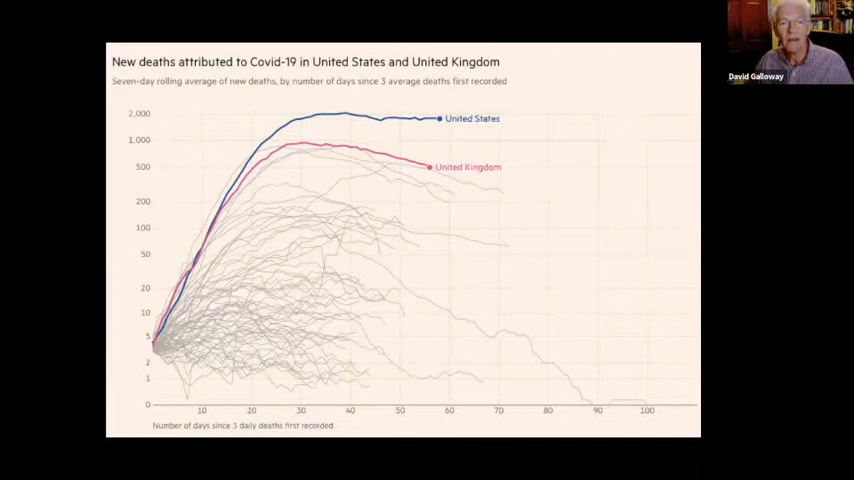 New deaths attributed to Covid-19 in United States and United Kingdom
Seven-day rolling average of new deaths, by number of days since 3 average deaths first recorded
2,000
1,000
500
200
100
50
20
10
5
2
1
0
United States
United Kingdom
10 20 30 40 50 60 70 80 90 100
Number of days since 3 daily deaths first recorded
David Galloway